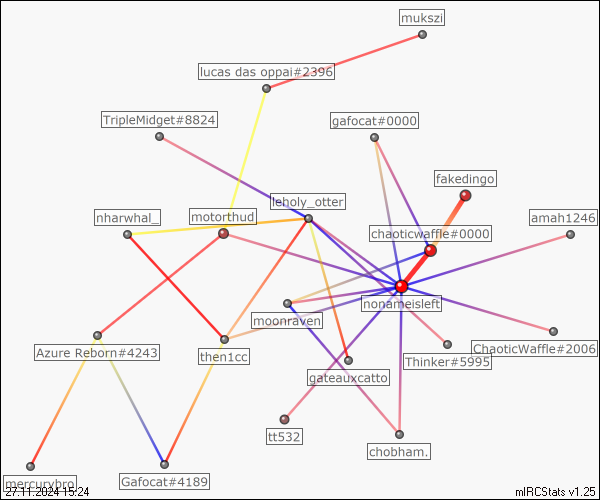 mukszi
lucas das oppai#2396
TripleMidget#8824
gafocat#0000
fakedingo
leholy_otter
nharwhal_
motorthud
amah1246
chaoticwaffle#0000
nonameisleft
moonraven
Azure Reborn#4243
then1cc
ChaoticWaffle#2006
Thinker#5995
gateauxcatto
tt532
chobham.
mercurybro
Gafocat#4189
27.11.2024 15:24
mIRCStats v1.25